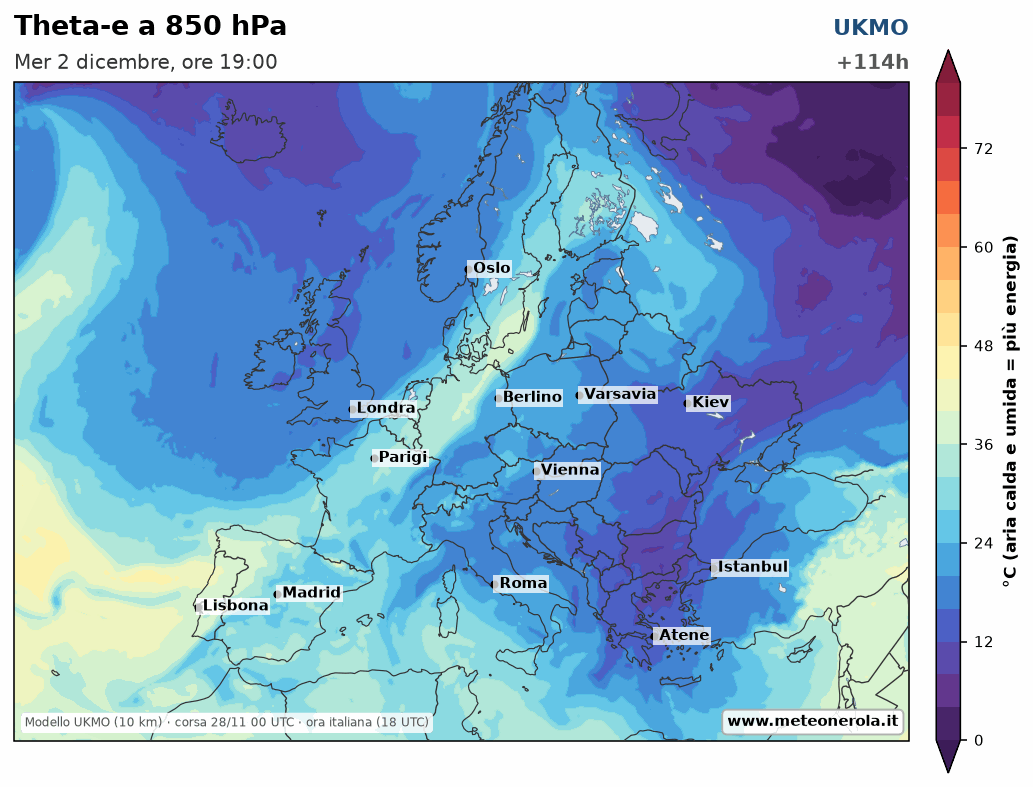 Theta-e a 850 hPa
UKMO
Mer 2 dicembre, ore 19:00
+114h
Oslo
Londra
Berlino
Varsavia
Kiev
Parigi
Vienna
Istanbul
Roma
Madrid
Lisbona
Atene
Modello UKMO (10 km) · corsa 28/11 00 UTC · ora italiana (18 UTC)
www.meteonerola.it
72
60
48
36
24
12
0
°C (aria calda e umida = più energia)